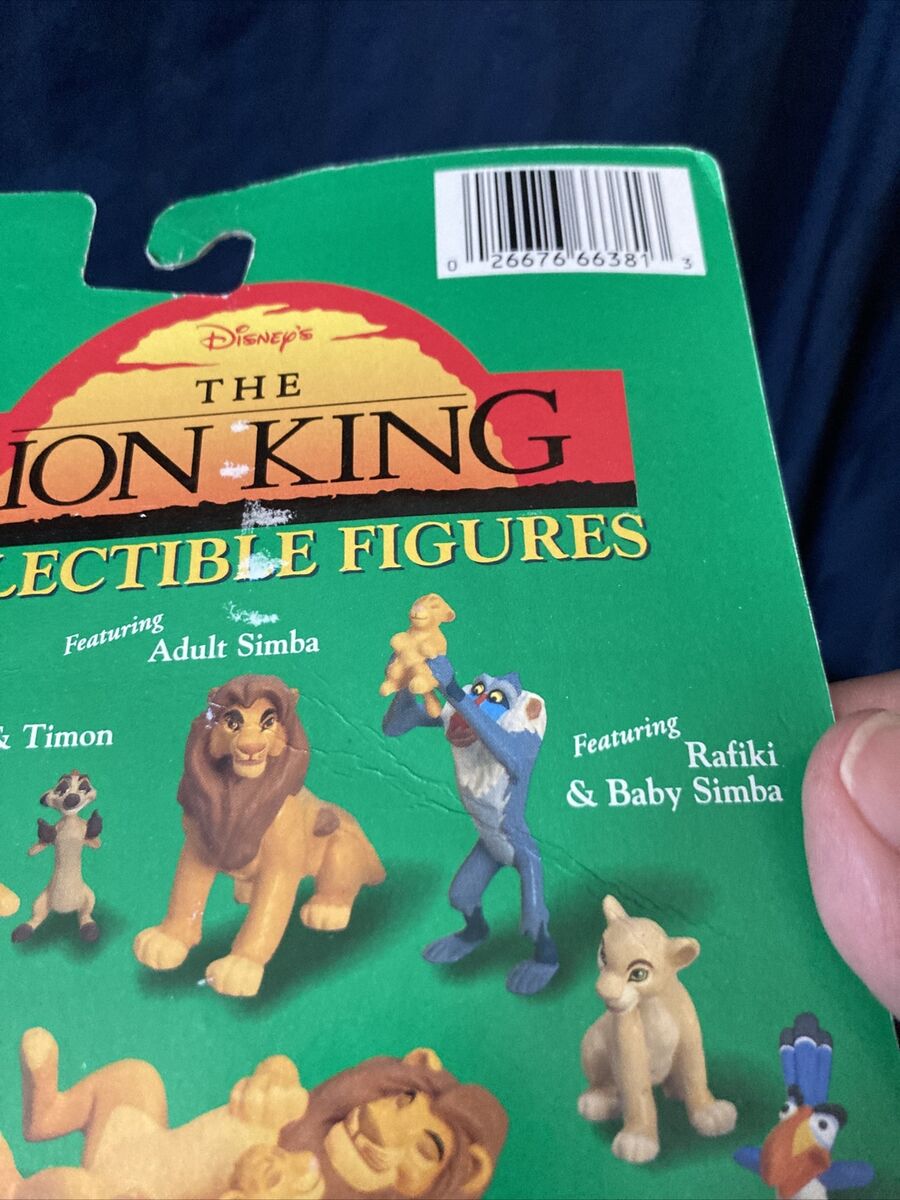 0 26676 66381 3
Disney's
THE
ION KING
LECTIBLE FIGURES
Featuring
Adult Simba
& Timon
Featuring
Rafiki
& Baby Simba